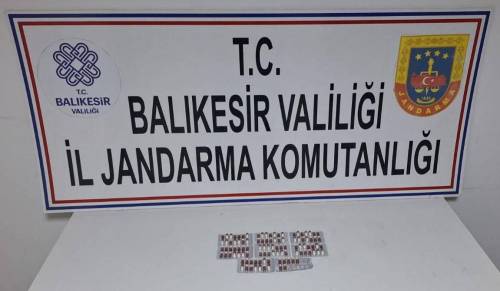 T.C.
BALIKESİR
VALİLİĞİ
T.C.
BALIKESİR VALİLİĞİ
İL JANDARMA KOMUTANLIĞI
JANDARMA